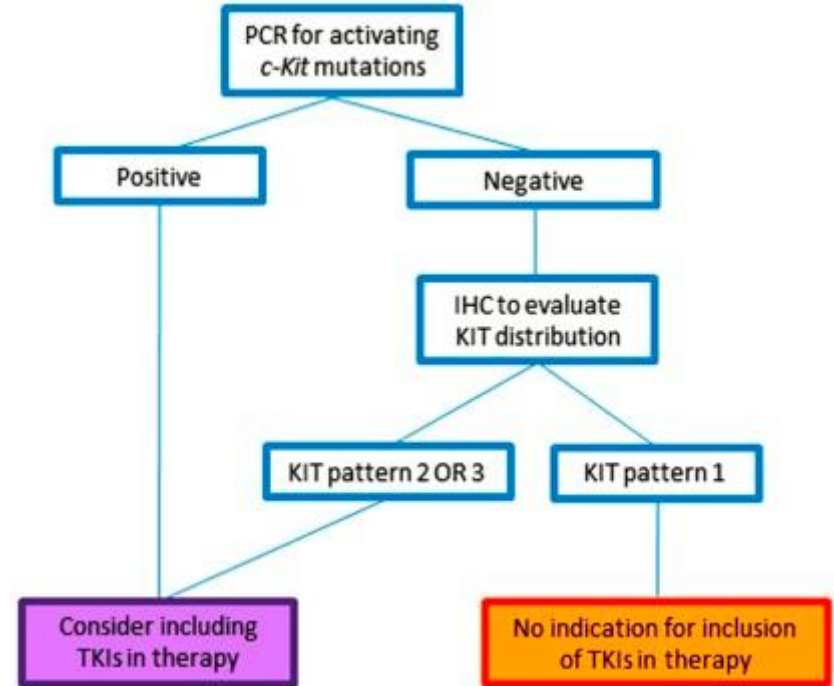 PCR for activating
c-Kit mutations
Positive
Negative
IHC to evaluate
KIT distribution
KIT pattern 2 OR 3
KIT pattern 1
Consider including
TKIs in therapy
No indication for inclusion
of TKIs in therapy